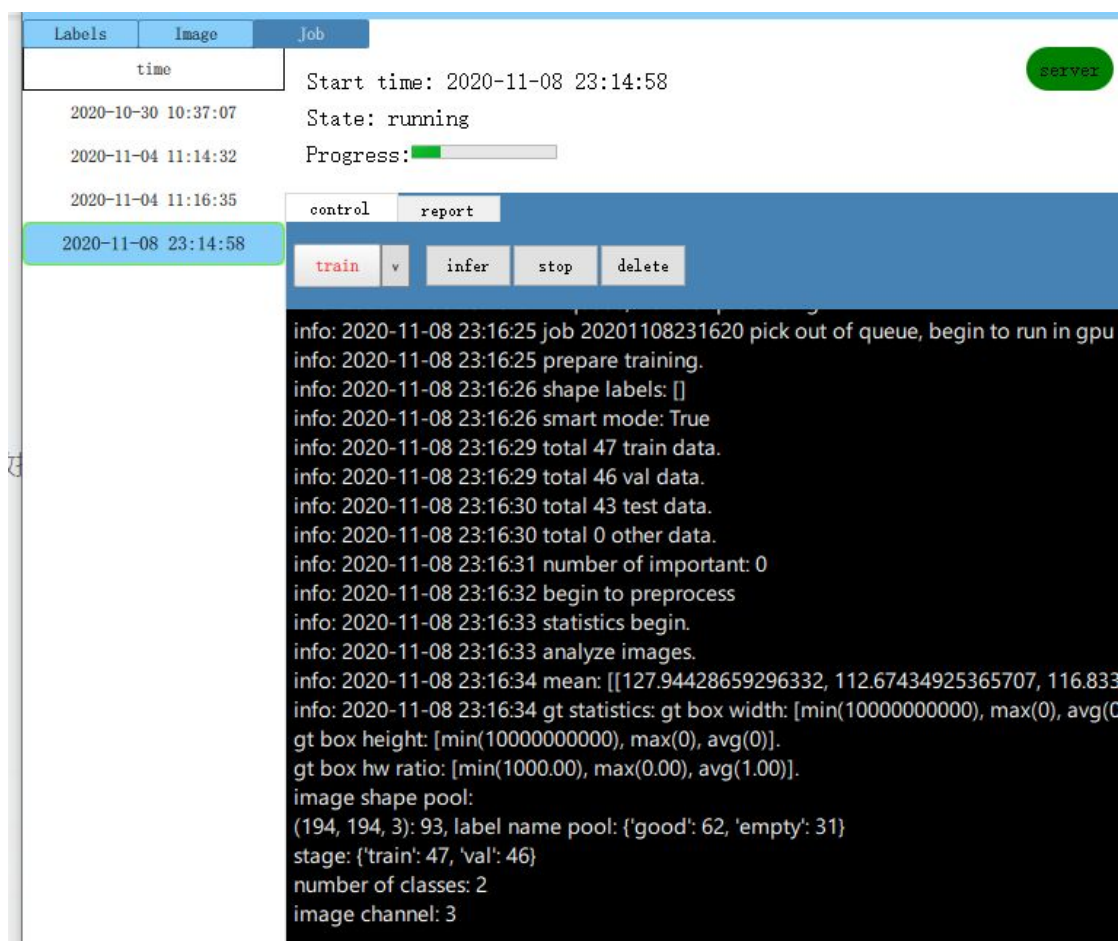 Labels Image Job
time
2020-10-30 10:37:07
2020-11-04 11:14:32
2020-11-04 11:16:35
2020-11-08 23:14:58
Start time: 2020-11-08 23:14:58
server
State: running
Progress:
control report
train v infer stop delete
info: 2020-11-08 23:16:25 job 20201108231620 pick out of queue, begin to run in gpu
info: 2020-11-08 23:16:25 prepare training.
info: 2020-11-08 23:16:26 shape labels: []
info: 2020-11-08 23:16:26 smart mode: True
info: 2020-11-08 23:16:29 total 47 train data.
info: 2020-11-08 23:16:29 total 46 val data.
info: 2020-11-08 23:16:30 total 43 test data.
info: 2020-11-08 23:16:30 total 0 other data.
info: 2020-11-08 23:16:31 number of important: 0
info: 2020-11-08 23:16:32 begin to preprocess
info: 2020-11-08 23:16:33 statistics begin.
info: 2020-11-08 23:16:33 analyze images.
info: 2020-11-08 23:16:34 mean: [[127.94428659296332, 112.67434925365707, 116.833
info: 2020-11-08 23:16:34 gt statistics: gt box width: [min(10000000000), max(0), avg(0
gt box height: [min(10000000000), max(0), avg(0)].
gt box hw ratio: [min(1000.00), max(0.00), avg(1.00)].
image shape pool:
(194, 194, 3): 93, label name pool: {'good': 62, 'empty': 31}
stage: {'train': 47, 'val': 46}
number of classes: 2
image channel: 3